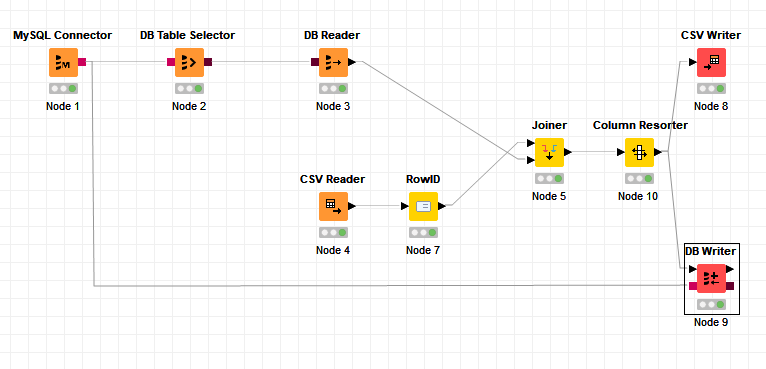 MySQL Connector
Node 1
DB Table Selector
Node 2
DB Reader
Node 3
CSV Writer
Node 8
Joiner
Node 5
Column Resorter
Node 10
CSV Reader
Node 4
RowID
Node 7
DB Writer
Node 9